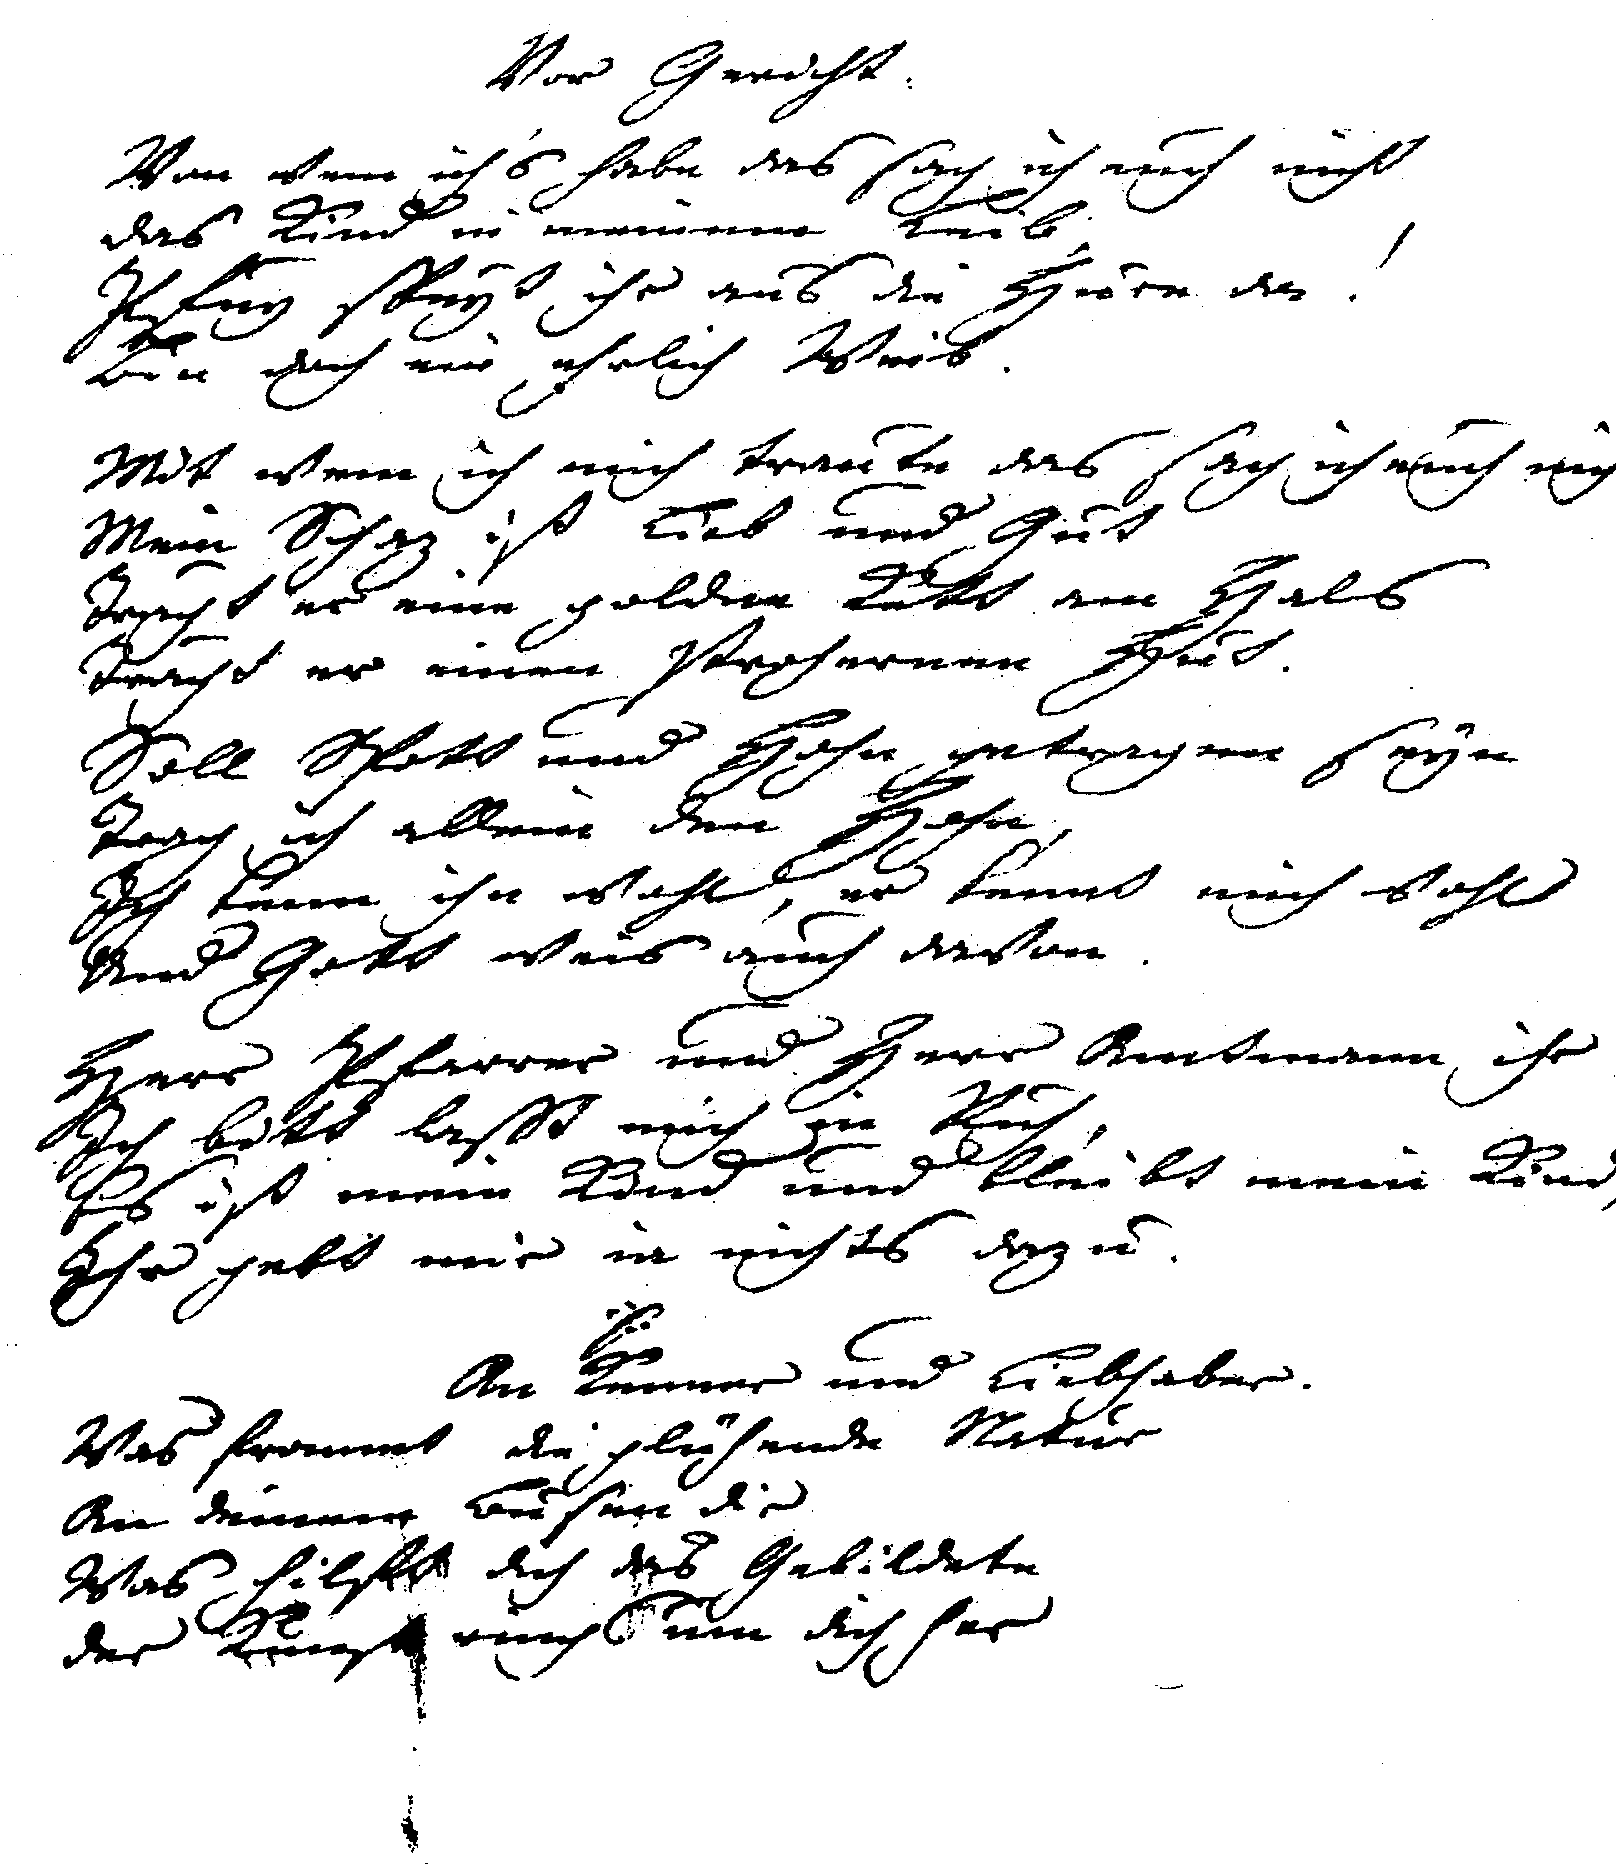 Vor Gericht.
Von wem ich's habe das sag ich euch nicht
das Kind in meinem Leib,
Pfuy speyt ihr aus die Hure da!
Bin doch ein ehrlich Weib.
Mit wem ich mich traute das sag ich euch nich
Mein Schaz ist lieb und gut
Trägt er eine goldne Kett am Hals
Trägt er einen strohernen Hut.
Soll Spott und Hohn getragen seyn
Trag ich allein den Hohn,
Ich kenn ihn wohl, er kennt mich wohl
Und Gott weis auch davon.
Herr Pfarrer und Herr Amtmann ihr
Ich bitt lasst mich in Ruh,
Es ist mein Kind und bleibt mein Kind,
Ihr gebt mir ia nichts dazu.
An Kenner und Liebhaber.
Was frommt die glühende Natur
An deinem Busen dir
Was hilft dich das Gebildete
der Kunst rings um dich her